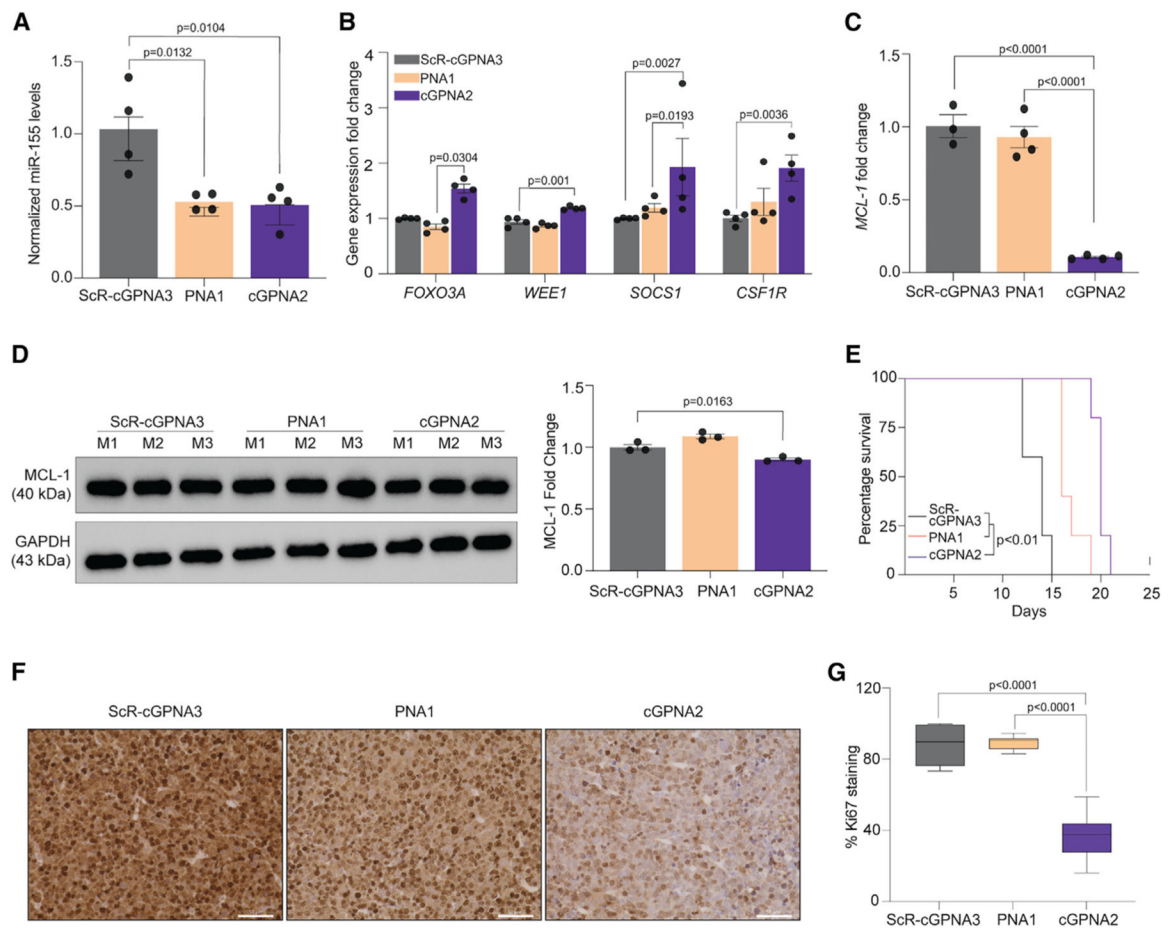 A
p=0.0104
p=0.0132
Normalized miR-155 levels
1.5
1.0
0.5
0.0
ScR-cGPNA3 PNA1 cGPNA2
B
ScR-cGPNA3
PNA1
cGPNA2
Gene expression fold change
4
3
2
1
0
p=0.0304
p=0.001
p=0.0027
p=0.0193
p=0.0036
FOXO3A WEE1 SOCS1 CSF1R
C
p<0.0001
p<0.0001
MCL-1 fold change
1.5
1.0
0.5
0.0
ScR-cGPNA3 PNA1 cGPNA2
D
ScR-cGPNA3 PNA1 cGPNA2
M1 M2 M3 M1 M2 M3 M1 M2 M3
MCL-1
(40 kDa)
GAPDH
(43 kDa)
MCL-1 Fold Change
1.5
1.0
0.5
0.0
p=0.0163
ScR-cGPNA3 PNA1 cGPNA2
E
Percentage survival
100
75
50
25
0
ScR-
cGPNA3
PNA1
cGPNA2
p<0.01
5 10 15 20 25
Days
F
ScR-cGPNA3 PNA1 cGPNA2
G
p<0.0001
p<0.0001
% Ki67 staining
120
80
40
0
ScR-cGPNA3 PNA1 cGPNA2